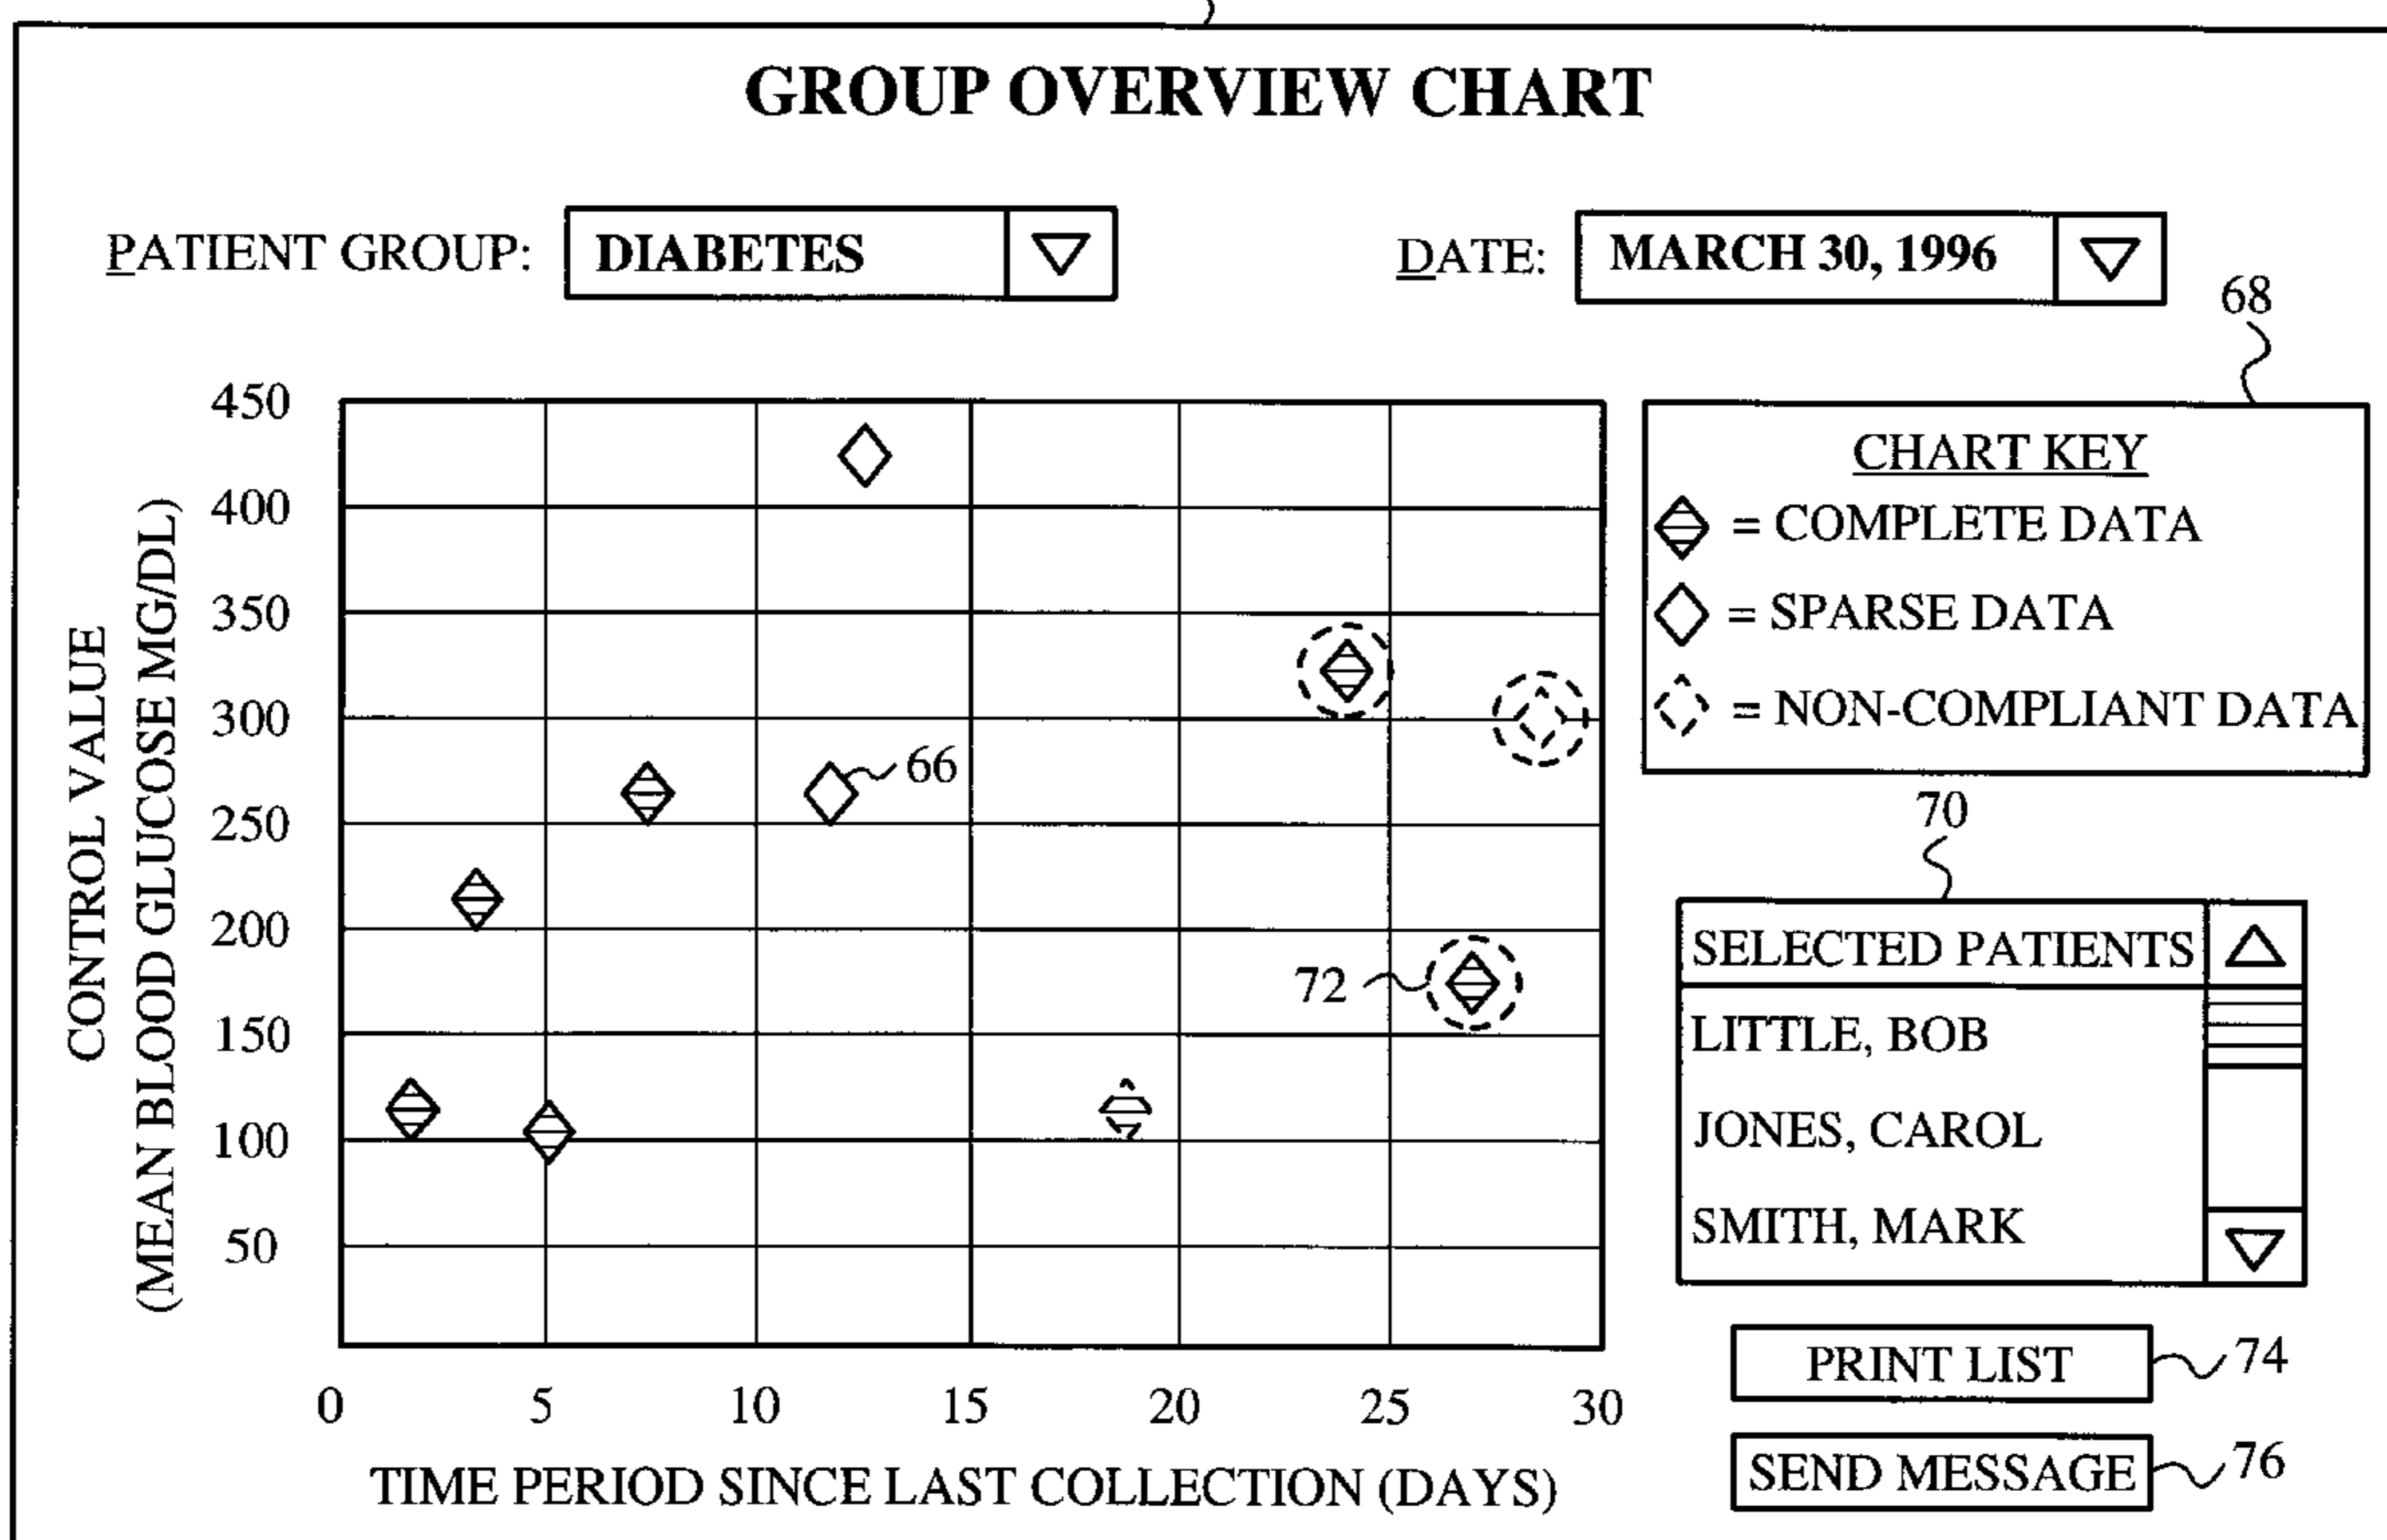 GROUP OVERVIEW CHART
PATIENT GROUP: DIABETES
DATE: MARCH 30, 1996
68
CHART KEY
= COMPLETE DATA
= SPARSE DATA
= NON-COMPLIANT DATA
CONTROL VALUE
(MEAN BLOOD GLUCOSE MG/DL)
450
400
350
300
250
200
150
100
50
66
72
0 5 10 15 20 25 30
TIME PERIOD SINCE LAST COLLECTION (DAYS)
70
SELECTED PATIENTS
LITTLE, BOB
JONES, CAROL
SMITH, MARK
PRINT LIST
74
SEND MESSAGE
76